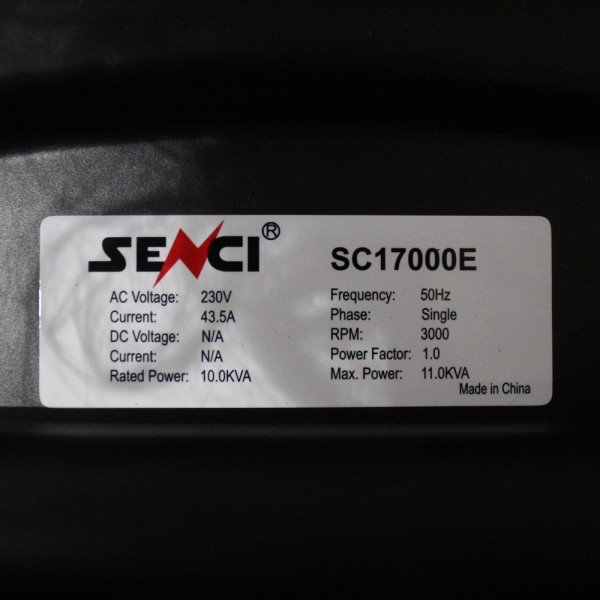 SENCI® SC17000E
AC Voltage: 230V Frequency: 50Hz
Current: 43.5A Phase: Single
DC Voltage: N/A RPM: 3000
Current: N/A Power Factor: 1.0
Rated Power: 10.0KVA Max. Power: 11.0KVA
Made in China